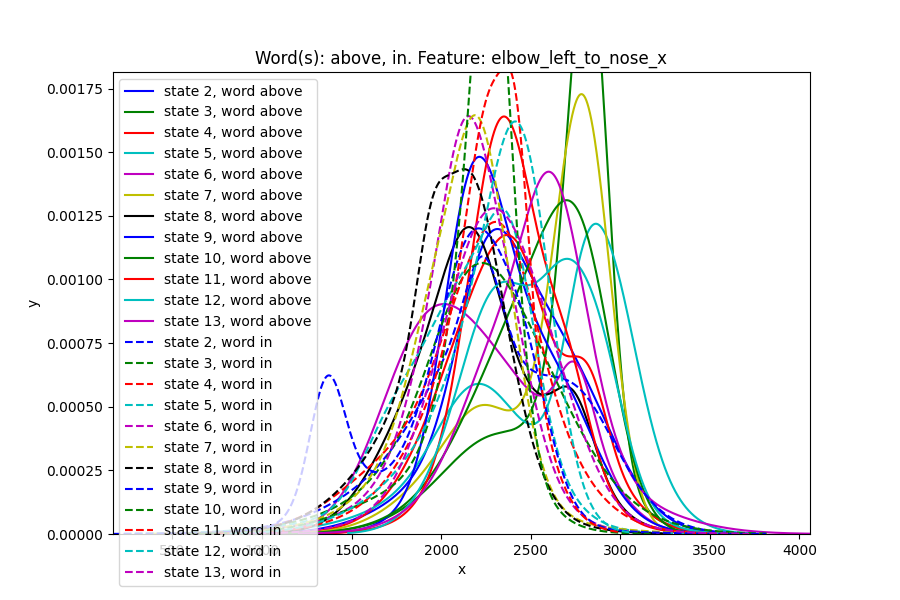 Word(s): above, in. Feature: elbow_left_to_nose_x
y
0.00175
0.00150
0.00125
0.00100
0.00075
0.00050
0.00025
0.00000
state 2, word above
state 3, word above
state 4, word above
state 5, word above
state 6, word above
state 7, word above
state 8, word above
state 9, word above
state 10, word above
state 11, word above
state 12, word above
state 13, word above
state 2, word in
state 3, word in
state 4, word in
state 5, word in
state 6, word in
state 7, word in
state 8, word in
state 9, word in
state 10, word in
state 11, word in
state 12, word in
state 13, word in
500 1000 1500 2000 2500 3000 3500 4000
x